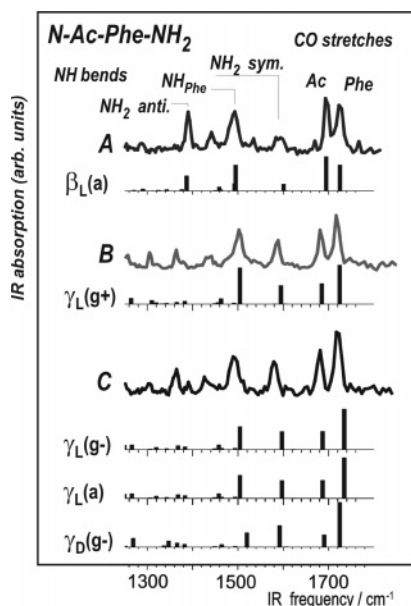 N-Ac-Phe-NH2
CO stretches
NH bends
NH2 sym.
NHPhe
NH2 anti.
Ac Phe
A
βL(a)
B
γL(g+)
C
γL(g-)
γL(a)
γD(g-)
1300 1500 1700
IR frequency / cm-1
IR absorption (arb. units)